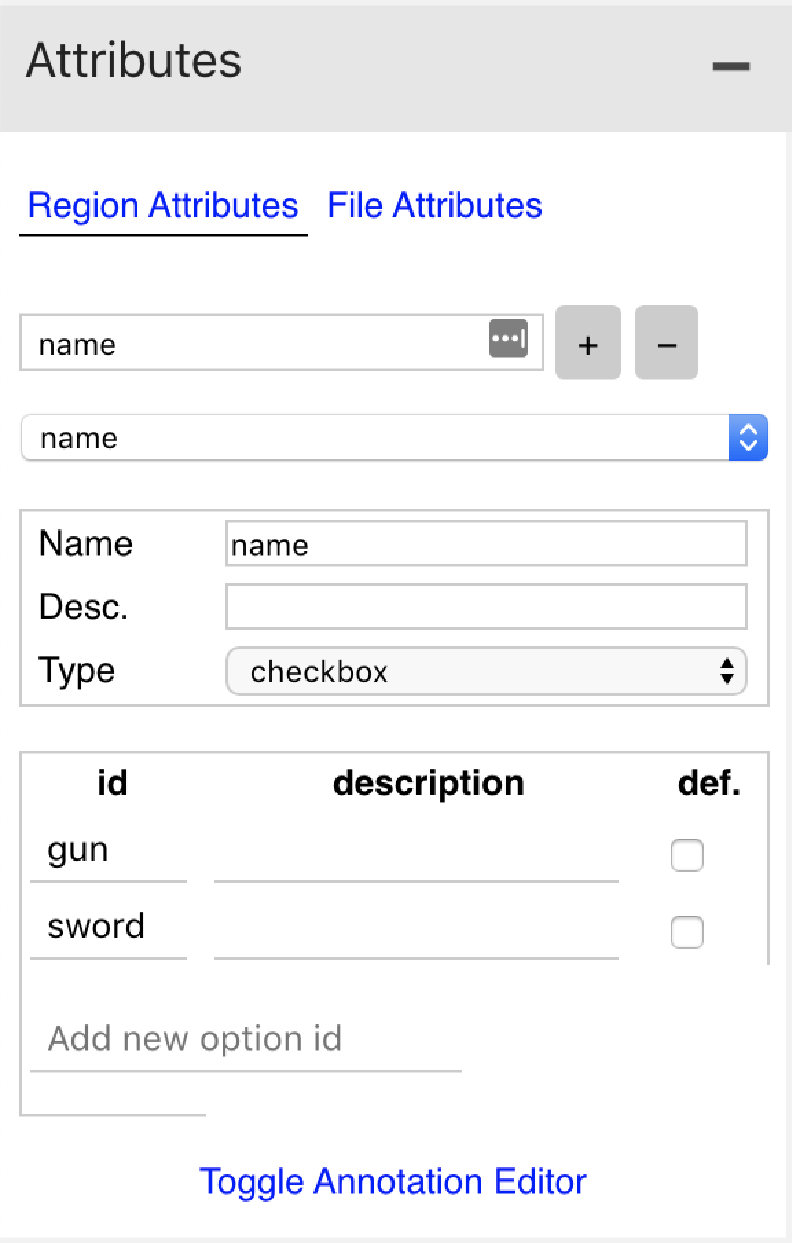 Attributes
Region Attributes File Attributes
name + −
name
Name name
Desc.
Type checkbox
id description def.
gun
sword
Add new option id
Toggle Annotation Editor